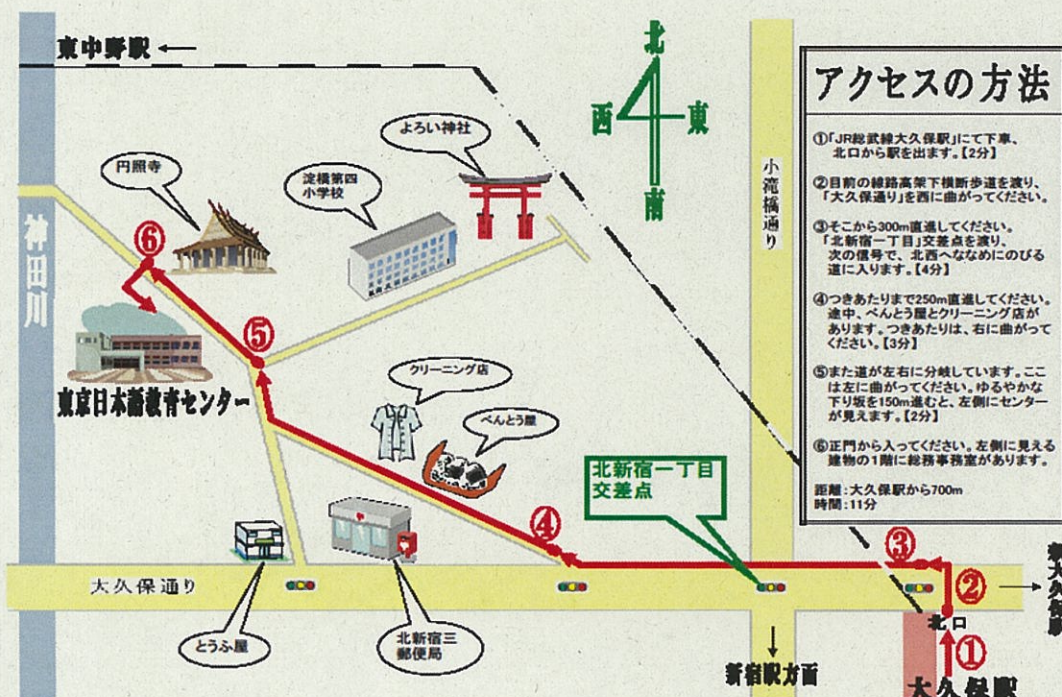 東中野駅 ←
北
西
東
南
小滝橋通り
神田川
円照寺
よろい神社
淀橋第四
小学校
⑥
⑤
東京日本語教育センター
クリーニング店
べんとう屋
北新宿一丁目
交差点
④
③
②
①
大久保通り
とうふ屋
北新宿三
郵便局
新宿駅方面
北口
大久保駅
新大久保駅
アクセスの方法
①「JR総武線大久保駅」にて下車、
北口から駅を出ます。【2分】
②目前の線路高架下横断歩道を渡り、
「大久保通り」を西に曲がってください。
③そこから300m直進してください。
「北新宿一丁目」交差点を渡り、
次の信号で、北西へななめにのびる
道に入ります。【4分】
④つきあたりまで250m直進してください。
途中、べんとう屋とクリーニング店が
あります。つきあたりは、右に曲がって
ください。【3分】
⑤また道が左右に分岐しています。ここ
は左に曲がってください。ゆるやかな
下り坂を150m進むと、左側にセンター
が見えます。【2分】
⑥正門から入ってください。左側に見える
建物の1階に総務事務室があります。
距離：大久保駅から700m
時間：11分